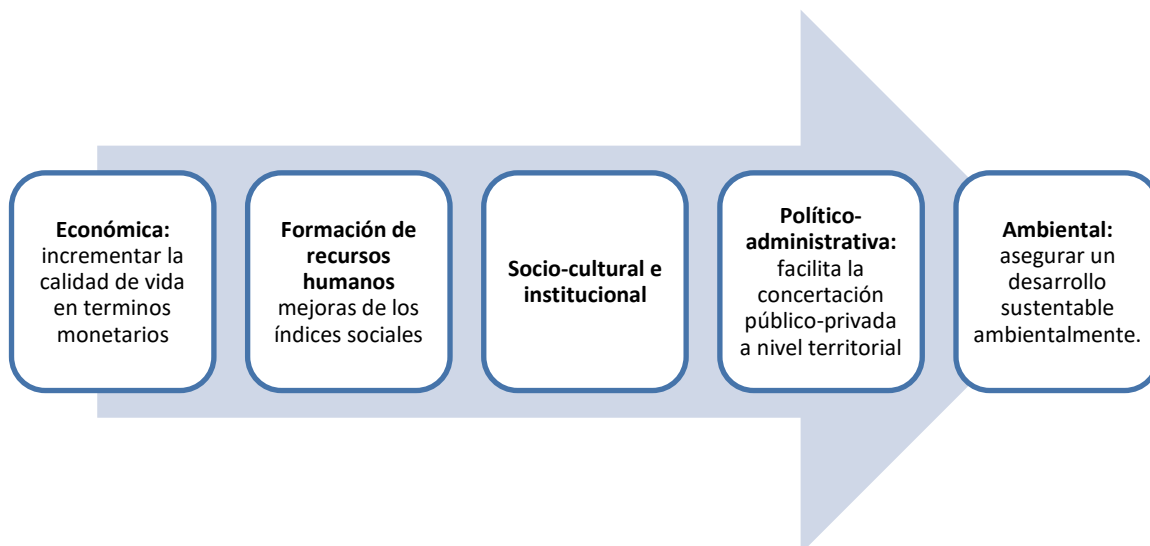 Económica:
incrementar la
calidad de vida
en terminos
monetarios
Formación de
recursos
humanos
mejoras de los
índices sociales
Socio-cultural e
institucional
Político-
administrativa:
facilita la
concertación
público-privada
a nivel territorial
Ambiental:
asegurar un
desarrollo
sustentable
ambientalmente.